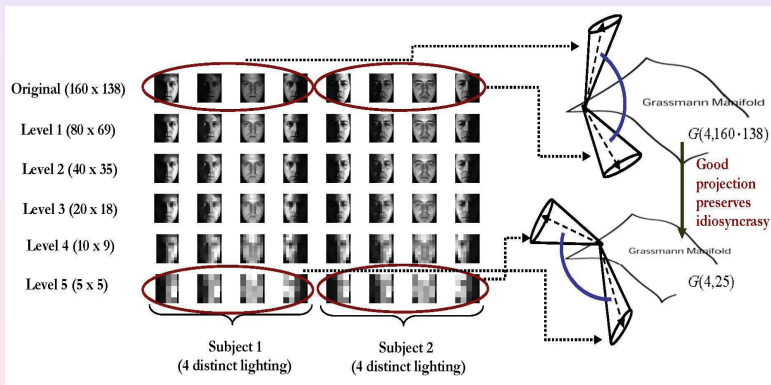 Original (160 x 138)
Level 1 (80 x 69)
Level 2 (40 x 35)
Level 3 (20 x 18)
Level 4 (10 x 9)
Level 5 (5 x 5)
Subject 1
(4 distinct lighting)
Subject 2
(4 distinct lighting)
Grassmann Manifold
G(4,160·138)
Good
projection
preserves
idiosyncrasy
Grassmann Manifold
G(4,25)